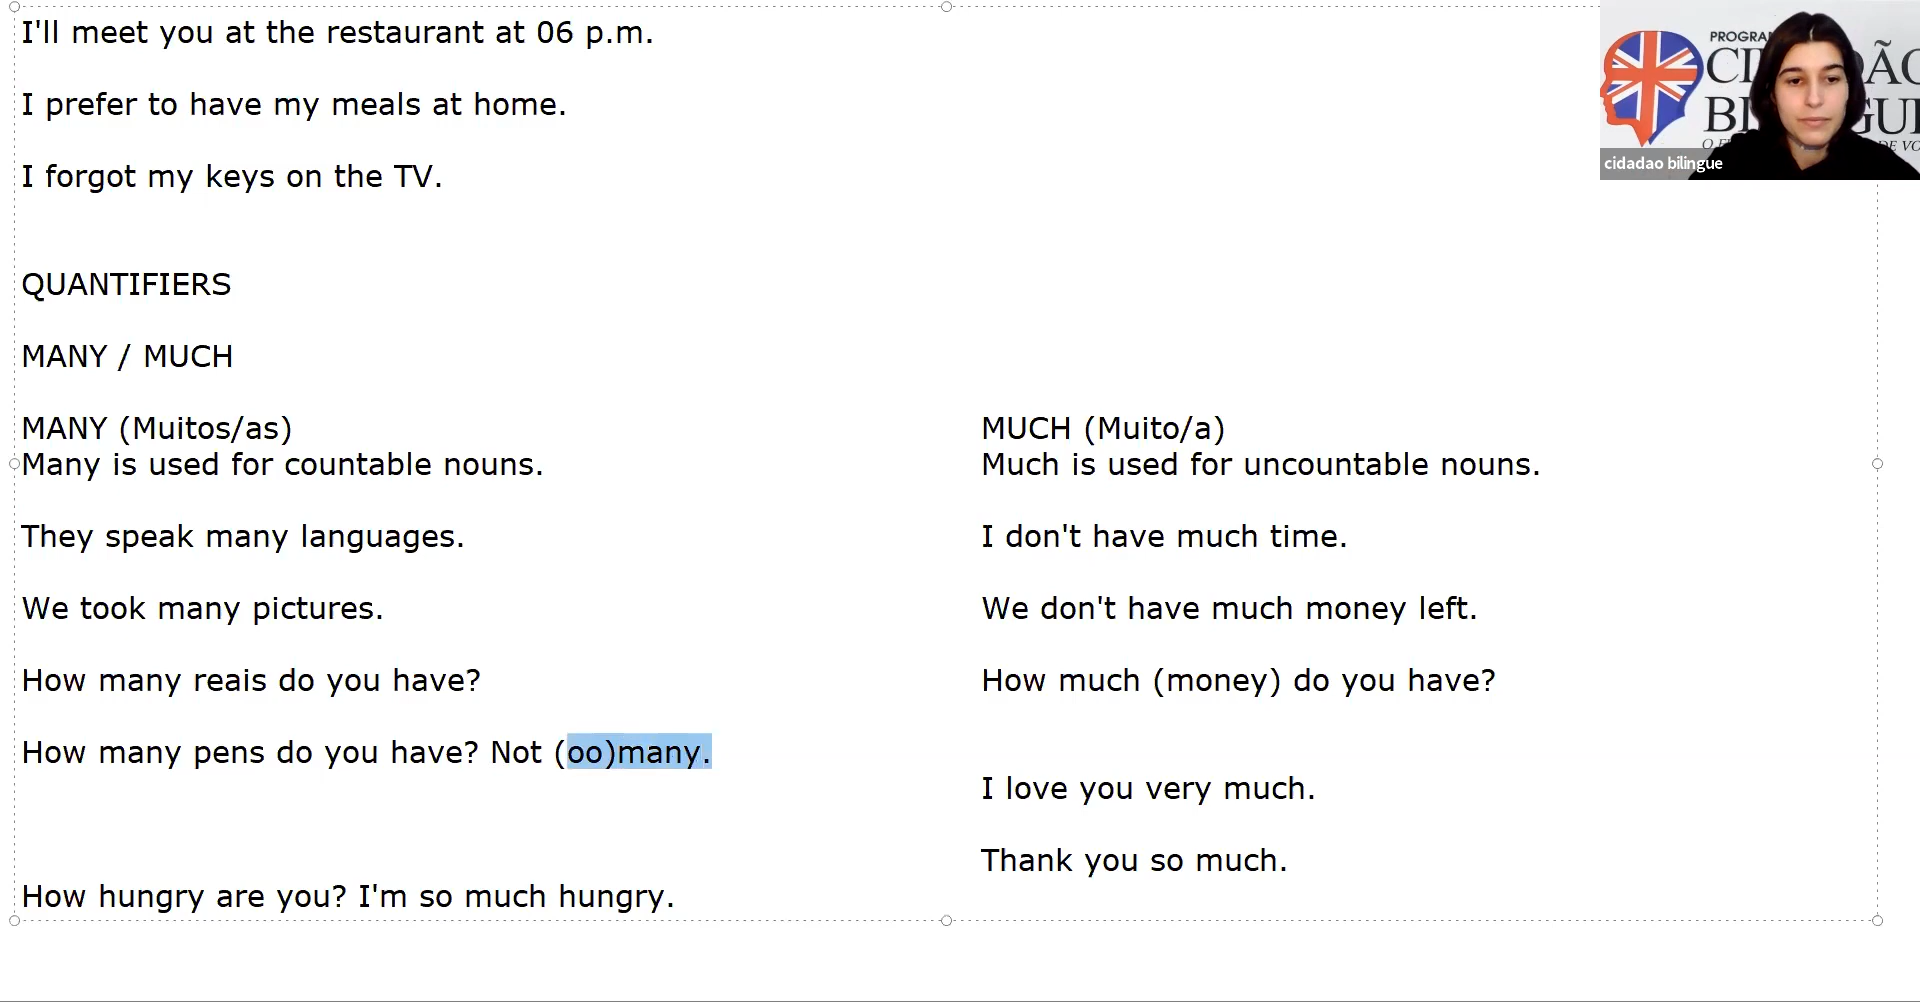 I'll meet you at the restaurant at 06 p.m.
I prefer to have my meals at home.
I forgot my keys on the TV.
QUANTIFIERS
MANY / MUCH
MANY (Muitos/as)
Many is used for countable nouns.
They speak many languages.
We took many pictures.
How many reais do you have?
How many pens do you have? Not (oo)many.
How hungry are you? I'm so much hungry.
MUCH (Muito/a)
Much is used for uncountable nouns.
I don't have much time.
We don't have much money left.
How much (money) do you have?
I love you very much.
Thank you so much.
cidadao bilingue